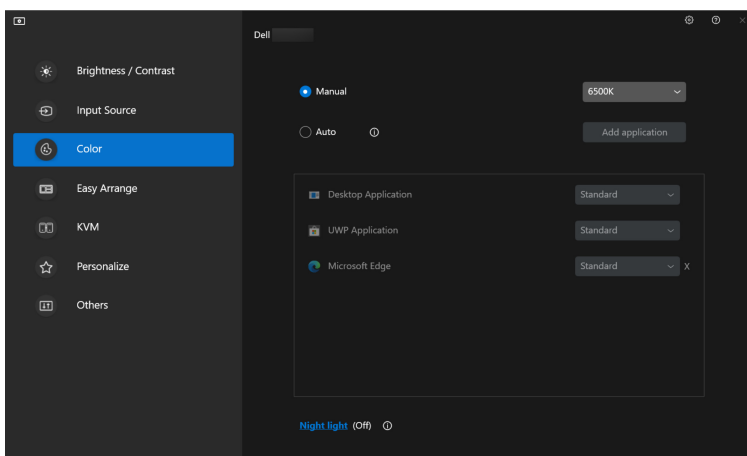 Dell
Brightness / Contrast
Input Source
Color
Easy Arrange
KVM
Personalize
Others
Manual
6500K
Auto
Add application
Desktop Application
Standard
UWP Application
Standard
Microsoft Edge
Standard
X
Night light (Off)